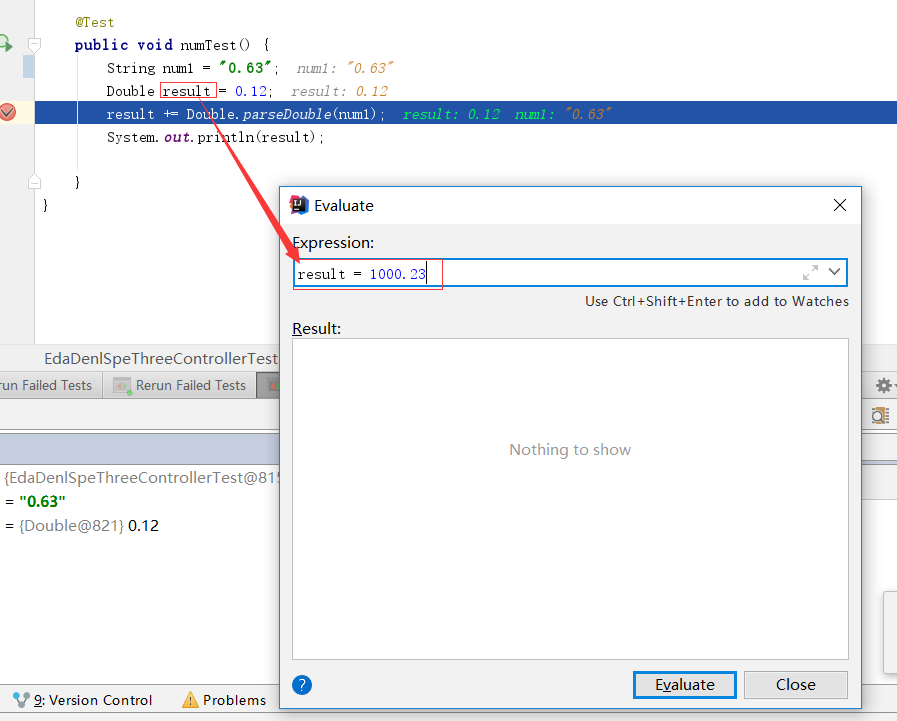 @Test
public void numTest() {
String num1 = "0.63"; num1: "0.63"
Double result = 0.12; result: 0.12
result += Double.parseDouble(num1); result: 0.12 num1: "0.63"
System.out.println(result);
}
}
Evaluate
Expression:
result = 1000.23
Use Ctrl+Shift+Enter to add to Watches
Result:
Nothing to show
EdaDenlSpeThreeControllerTest
run Failed Tests
Rerun Failed Tests
{EdaDenlSpeThreeControllerTest@815
= "0.63"
= {Double@821} 0.12
?
Evaluate
Close
9: Version Control
Problems